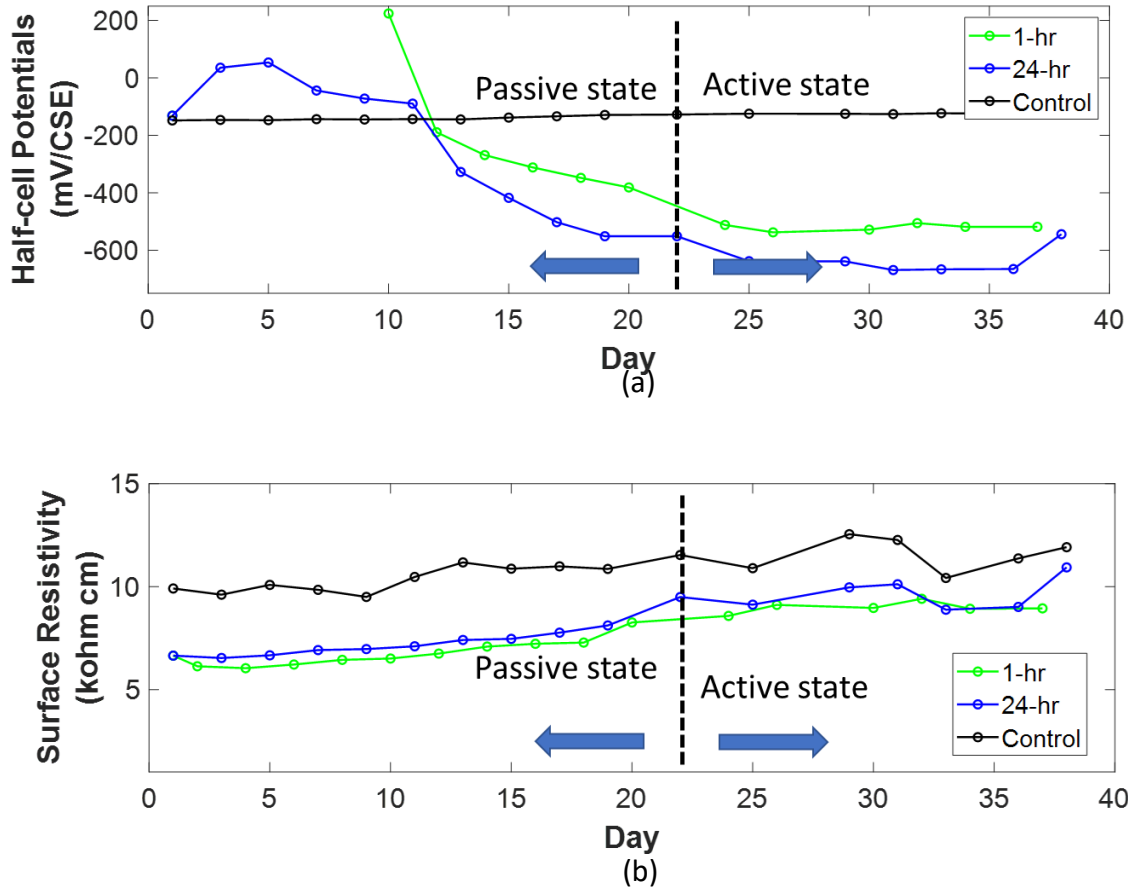 Half-cell Potentials
(mV/CSE)
200
0
-200
-400
-600
Passive state
Active state
1-hr
24-hr
Control
0 5 10 15 20 25 30 35 40
Day
(a)
Surface Resistivity
(kohm cm)
15
10
5
Passive state
Active state
1-hr
24-hr
Control
0 5 10 15 20 25 30 35 40
Day
(b)